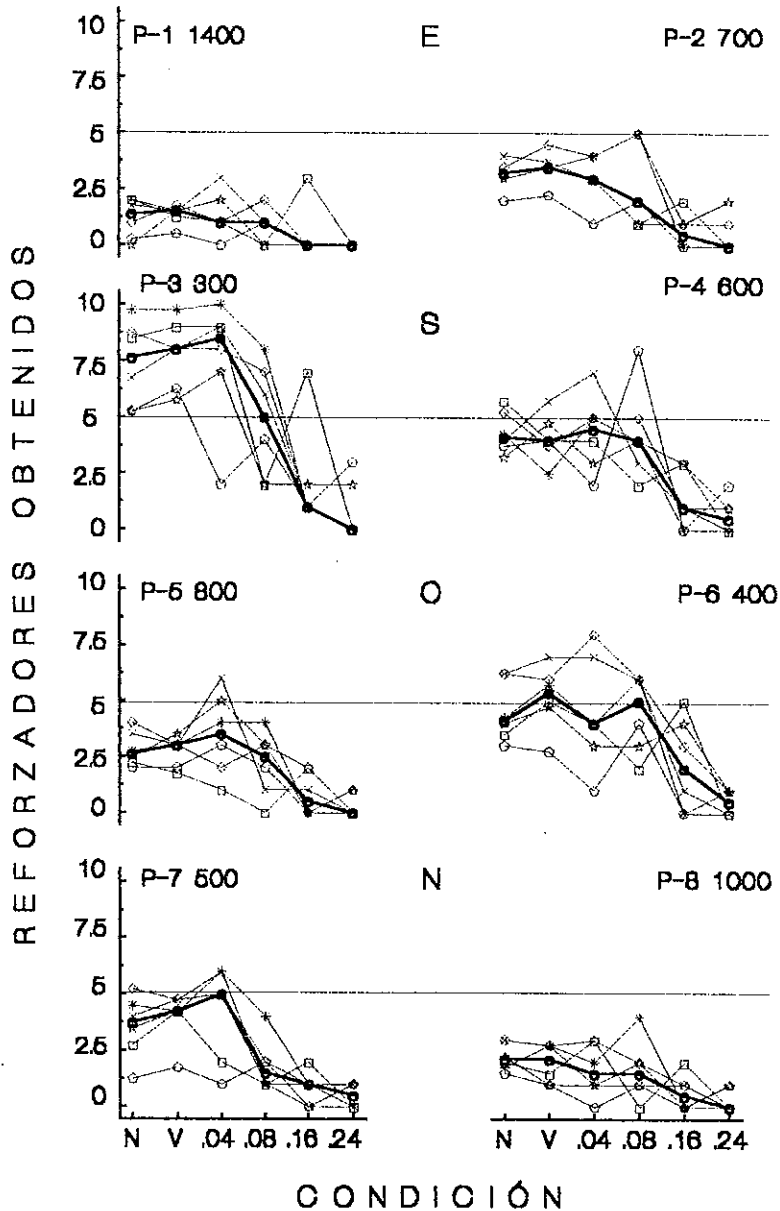 REFORZADORES OBTENIDOS
P-1 1400 E P-2 700
10
7.5
5
2.5
0
P-3 300 S P-4 600
10
7.5
5
2.5
0
P-5 800 O P-6 400
10
7.5
5
2.5
0
P-7 500 N P-8 1000
10
7.5
5
2.5
0
N V .04 .08 .16 .24 N V .04 .08 .16 .24
CONDICIÓN